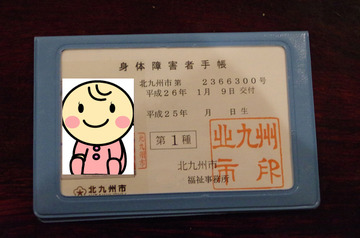 身体障害者手帳
北九州市第 2366300号
平成26年 1月 9日 交付
平成25年 月 日生
第1種
北九州市印
北九州市
福祉事務所
北九州市